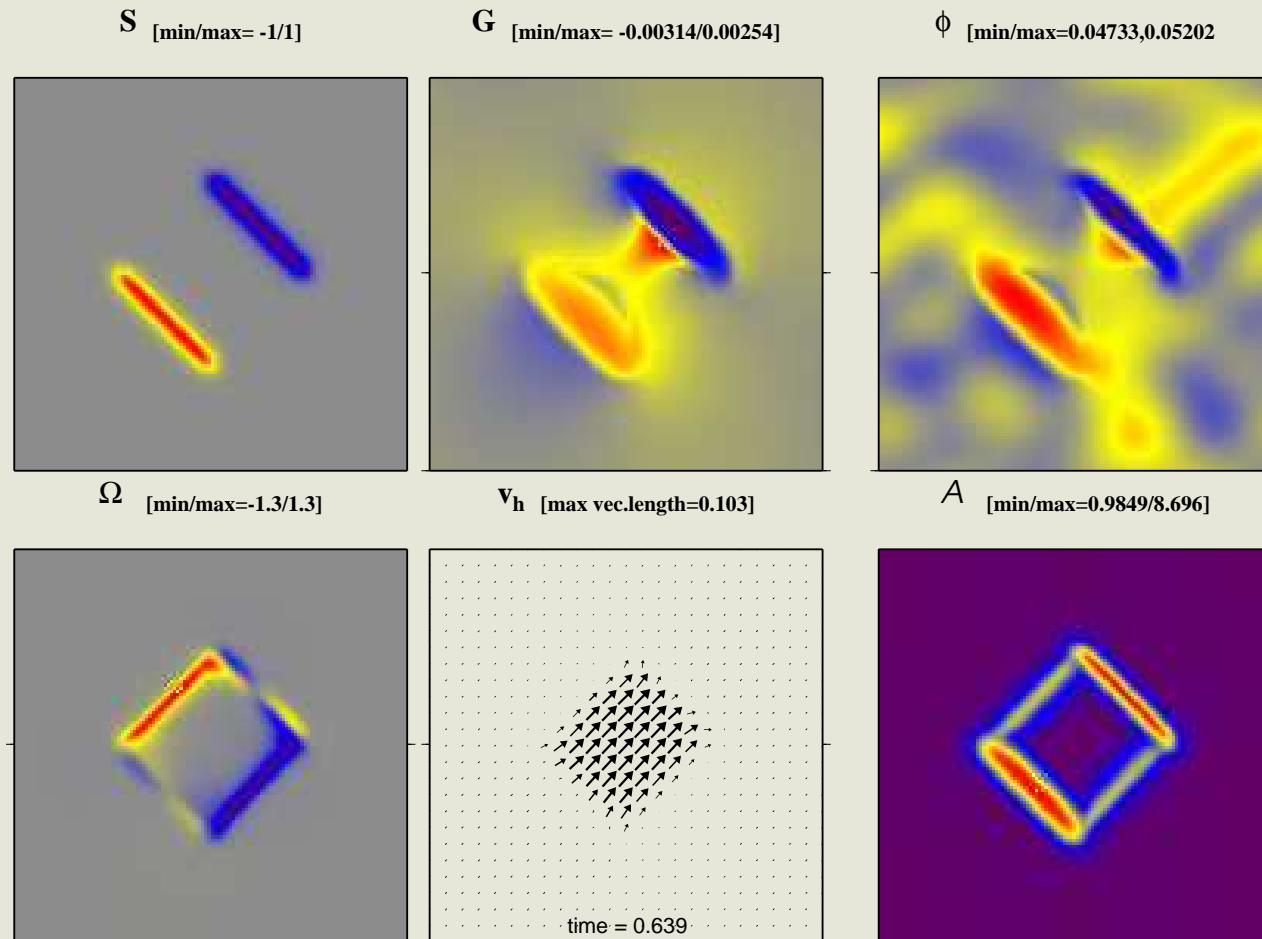 S [min/max= -1/1]
G [min/max= -0.00314/0.00254]
ϕ [min/max=0.04733,0.05202
Ω [min/max=-1.3/1.3]
v_h [max vec.length=0.103]
A [min/max=0.9849/8.696]
time = 0.639